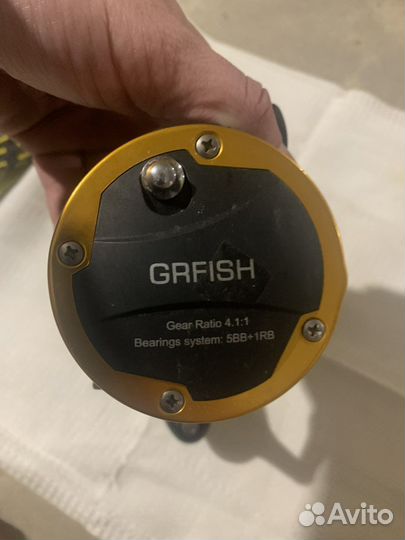 GRFISH
Gear Ratio 4.1:1
Bearings system: 5BB+1RB
Avito